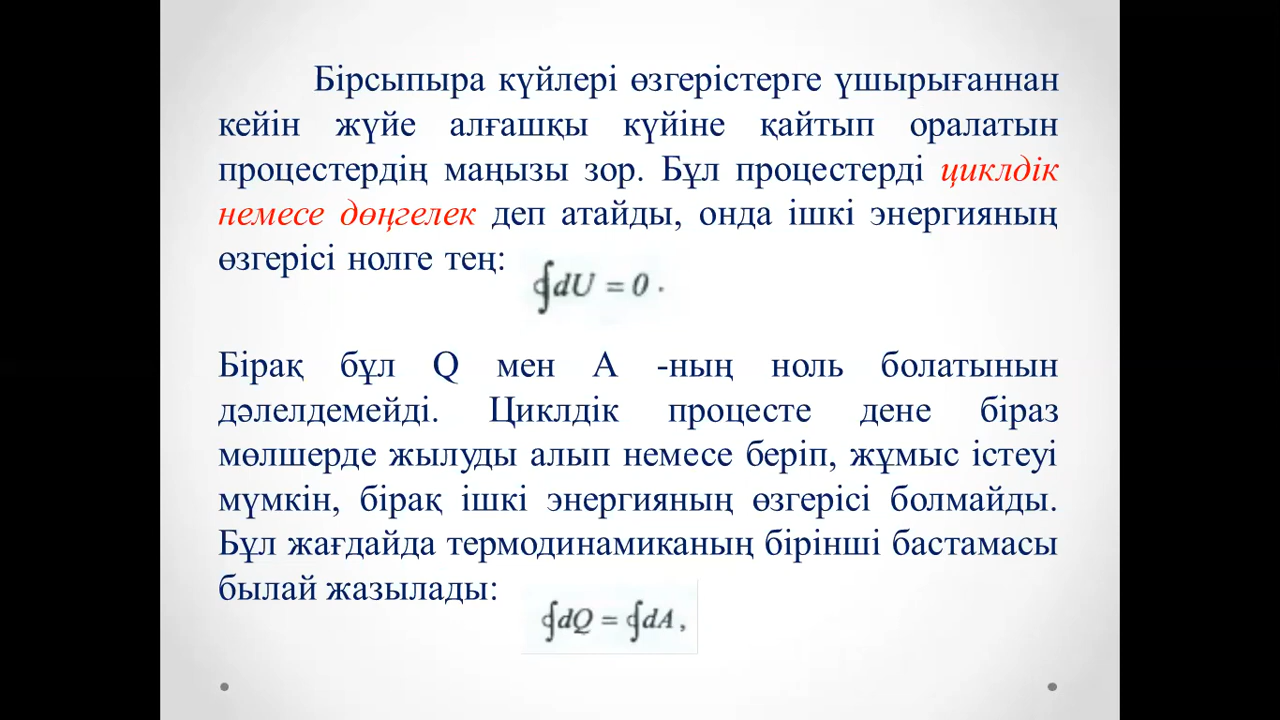 Бірсыпыра күйлері өзгерістерге ұшырығаннан
кейін жүйе алғашқы күйіне қайтып оралатын
процестердің маңызы зор. Бұл процестерді циклдік
немесе дөңгелек деп атайды, онда ішкі энергияның
өзгерісі нолге тең:
∮dU = 0 .
Бірақ бұл Q мен A -ның ноль болатынын
дәлелдемейді. Циклдік процесте дене біраз
мөлшерде жылуды алып немесе беріп, жұмыс істеуі
мүмкін, бірақ ішкі энергияның өзгерісі болмайды.
Бұл жағдайда термодинамиканың бірінші бастамасы
былай жазылады:
∮dQ = ∮dA ,